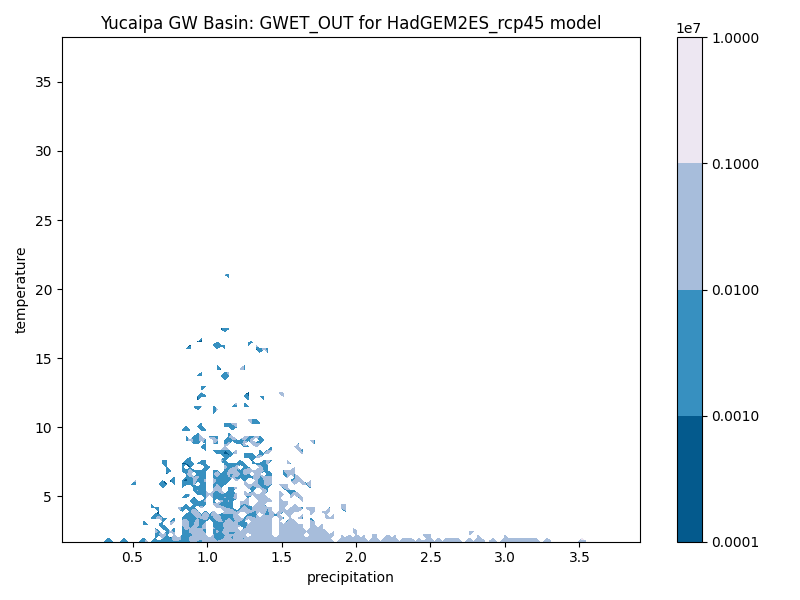 Yucaipa GW Basin: GWET_OUT for HadGEM2ES_rcp45 model
1e7
1.0000
0.1000
0.0100
0.0010
0.0001
temperature
35
30
25
20
15
10
5
0.5 1.0 1.5 2.0 2.5 3.0 3.5
precipitation